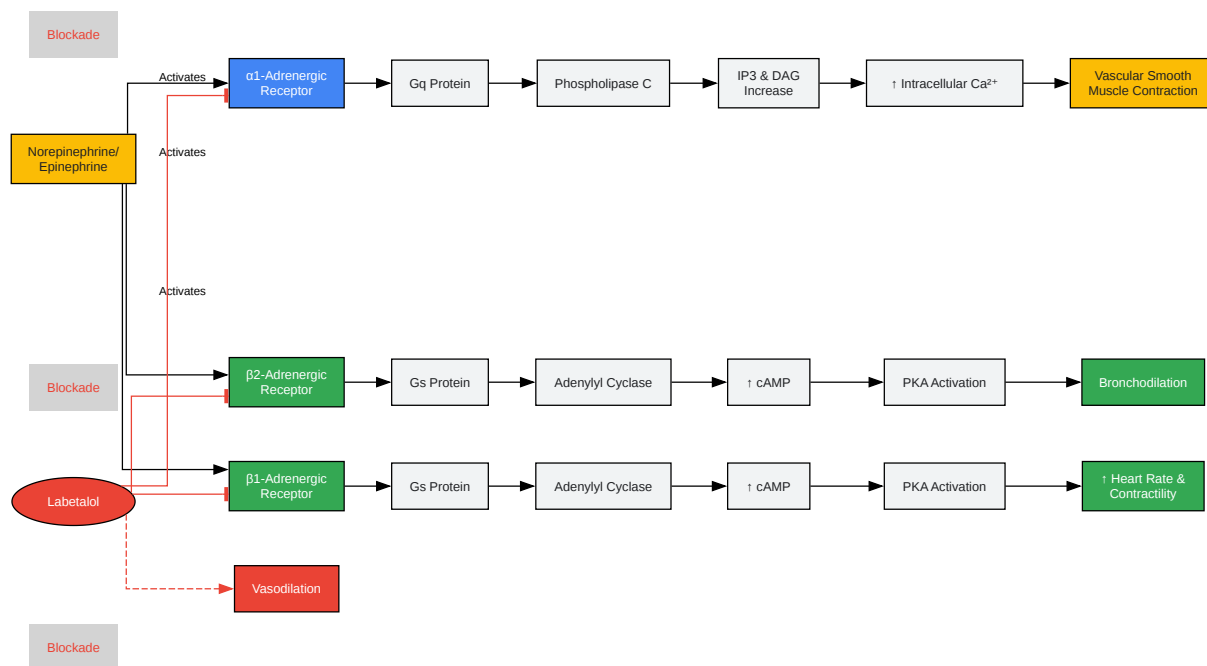 Blockade
Activates
α1-Adrenergic
Receptor
Gq Protein
Phospholipase C
IP3 & DAG
Increase
↑ Intracellular Ca²⁺
Vascular Smooth
Muscle Contraction
Norepinephrine/
Epinephrine
Activates
Activates
Blockade
β2-Adrenergic
Receptor
Gs Protein
Adenylyl Cyclase
↑ cAMP
PKA Activation
Bronchodilation
Labetalol
β1-Adrenergic
Receptor
Gs Protein
Adenylyl Cyclase
↑ cAMP
PKA Activation
↑ Heart Rate &
Contractility
Vasodilation
Blockade